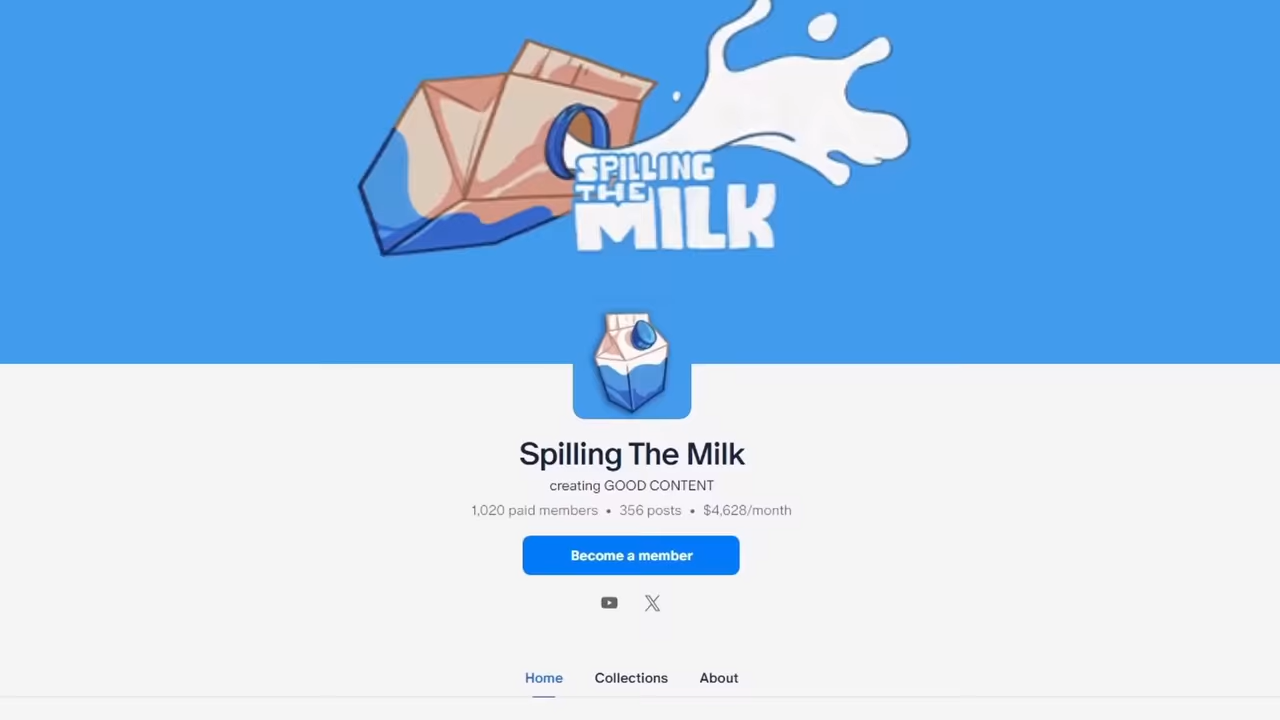 SPILLING
THE
MILK
Spilling The Milk
creating GOOD CONTENT
1,020 paid members • 356 posts • $4,628/month
Become a member
Home Collections About